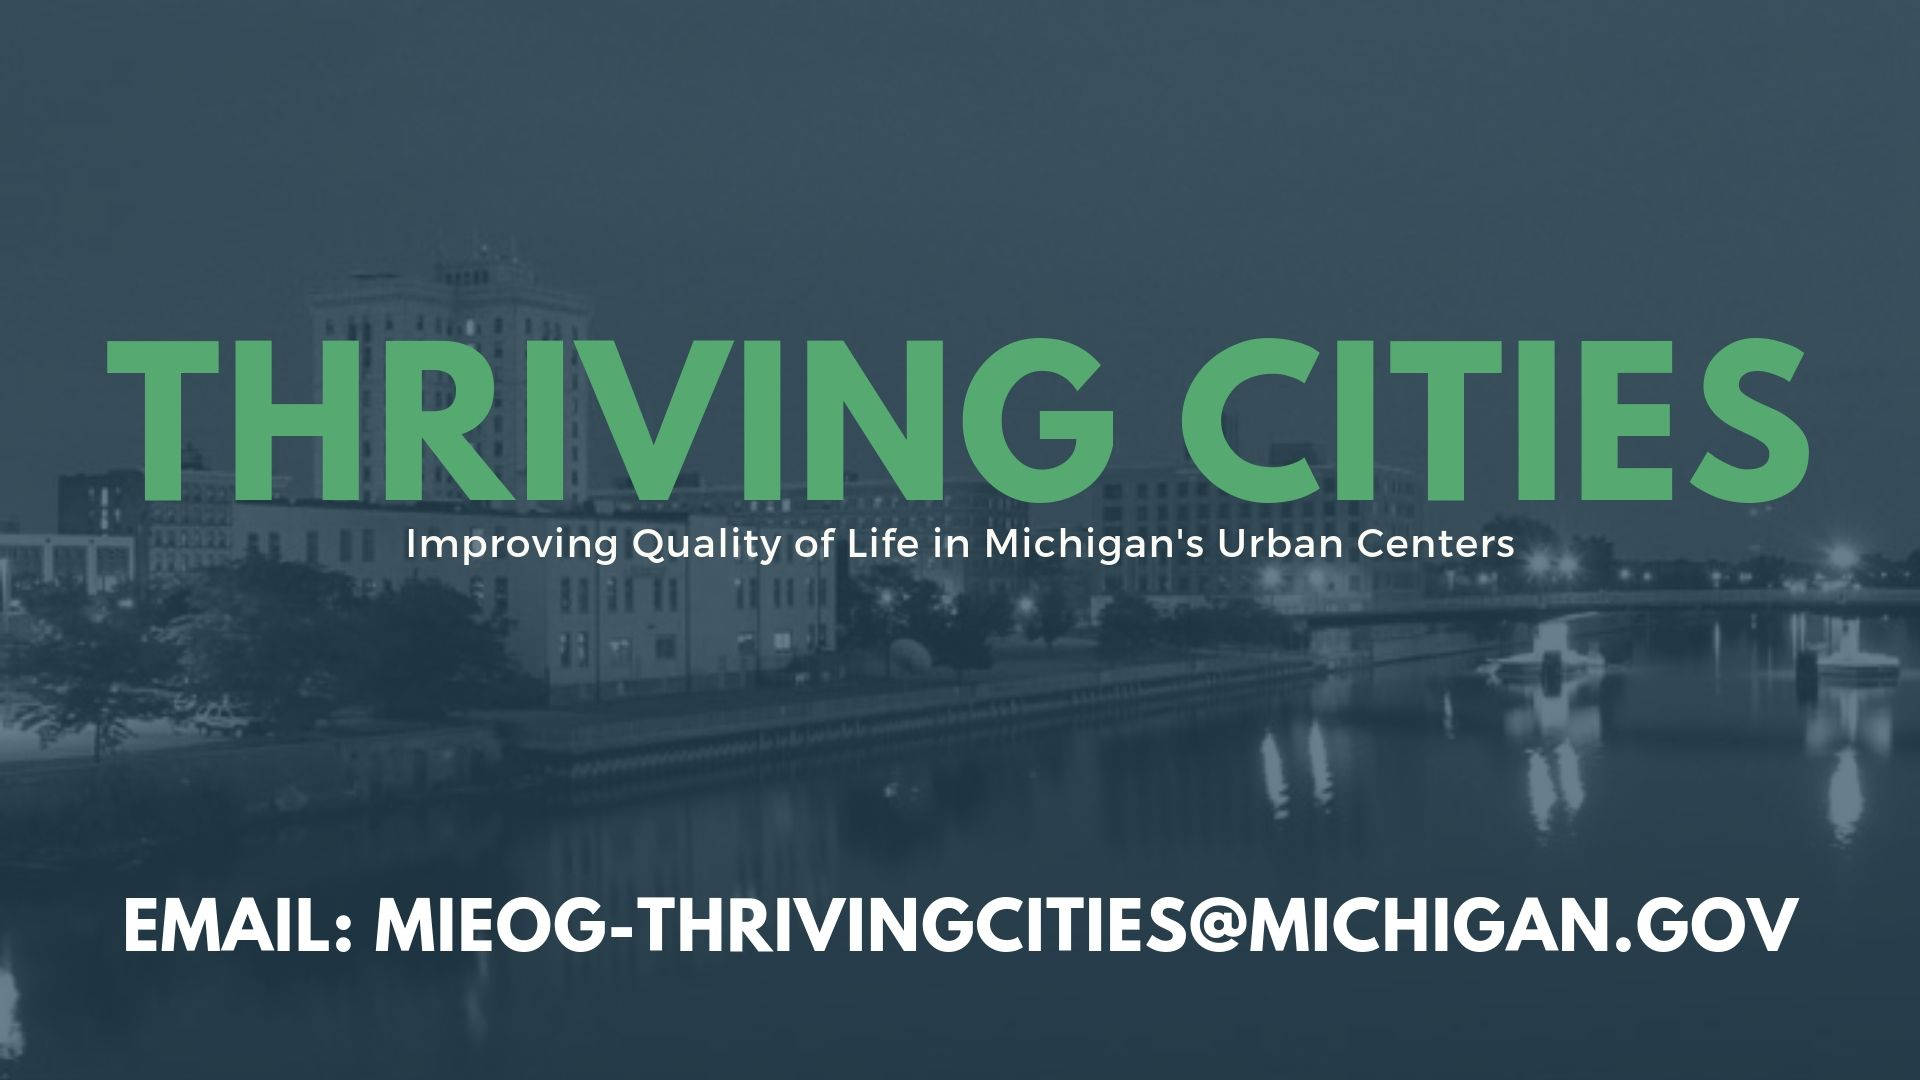 THRIVING CITIES
Improving Quality of Life in Michigan's Urban Centers
EMAIL: MIEOG-THRIVINGCITIES@MICHIGAN.GOV